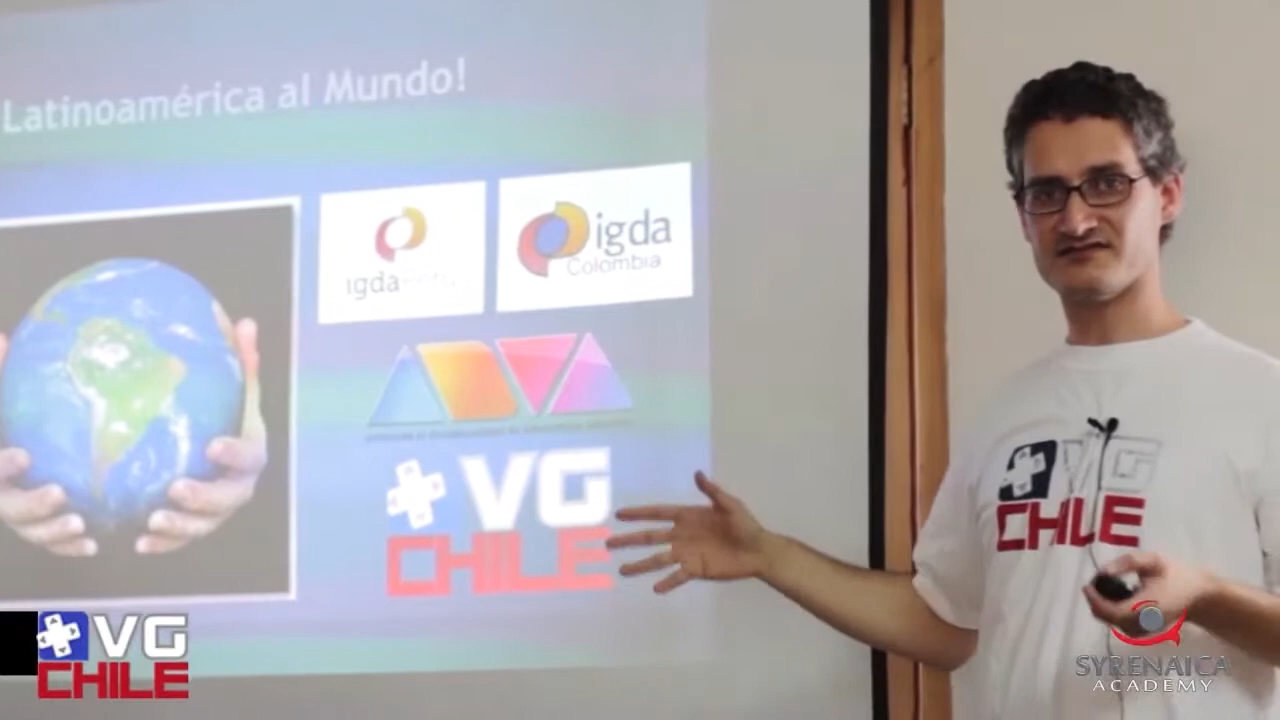 Latinoamérica al Mundo!
igda
igda
Colombia
VG
CHILE
VG
CHILE
VG
CHILE
SYRENAICA
ACADEMY